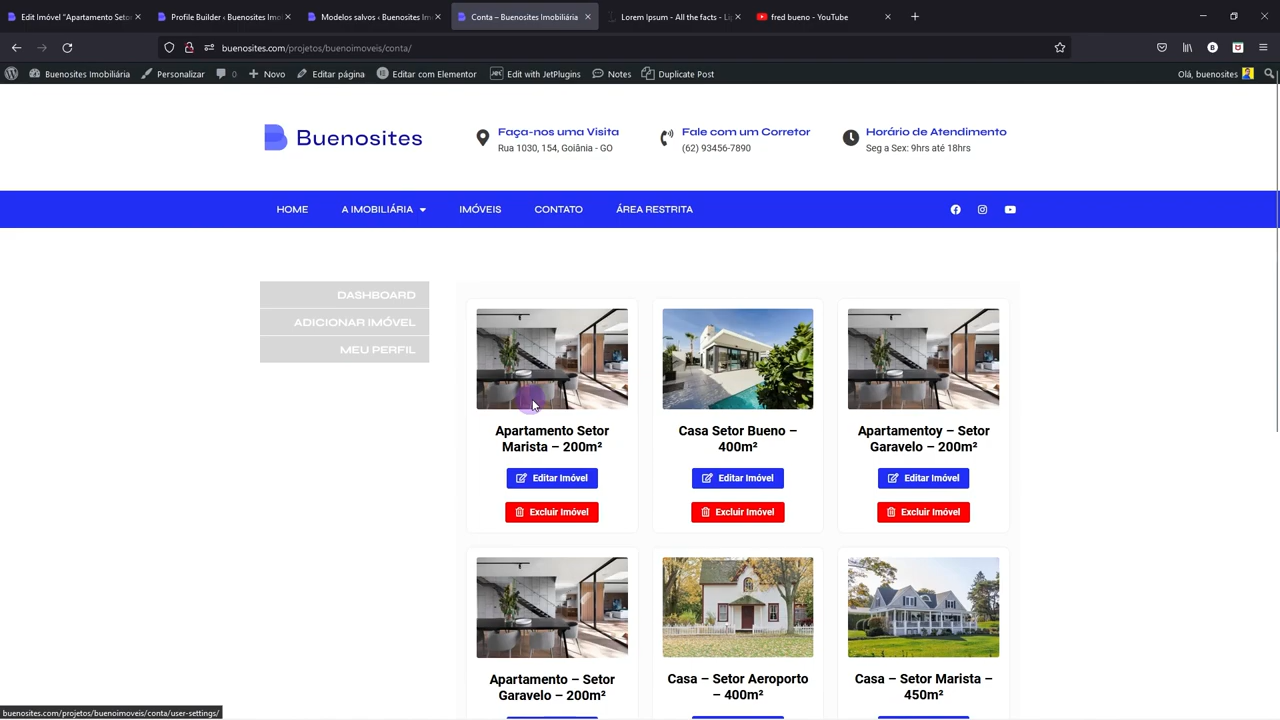 Edit Imóvel "Apartamento Setor
Profile Builder ‹ Buenosites Imo
Modelos salvos ‹ Buenosites Im
Conta – Buenosites Imobiliária
Lorem Ipsum - All the facts - Li
fred bueno - YouTube
buenosites.com/projetos/buenoimoveis/conta/
Buenosites Imobiliária
Personalizar
0
Novo
Editar página
Editar com Elementor
Edit with JetPlugins
Notes
Duplicate Post
Olá, buenosites
Buenosites
Faça-nos uma Visita
Rua 1030, 154, Goiânia - GO
Fale com um Corretor
(62) 93456-7890
Horário de Atendimento
Seg a Sex: 9hrs até 18hrs
HOME
A IMOBILIÁRIA
IMÓVEIS
CONTATO
ÁREA RESTRITA
DASHBOARD
ADICIONAR IMÓVEL
MEU PERFIL
Apartamento Setor
Marista – 200m²
Editar Imóvel
Excluir Imóvel
Casa Setor Bueno –
400m²
Editar Imóvel
Excluir Imóvel
Apartamentoy – Setor
Garavelo – 200m²
Editar Imóvel
Excluir Imóvel
Apartamento – Setor
Garavelo – 200m²
Casa – Setor Aeroporto
– 400m²
Casa – Setor Marista –
450m²
buenosites.com/projetos/buenoimoveis/conta/user-settings/